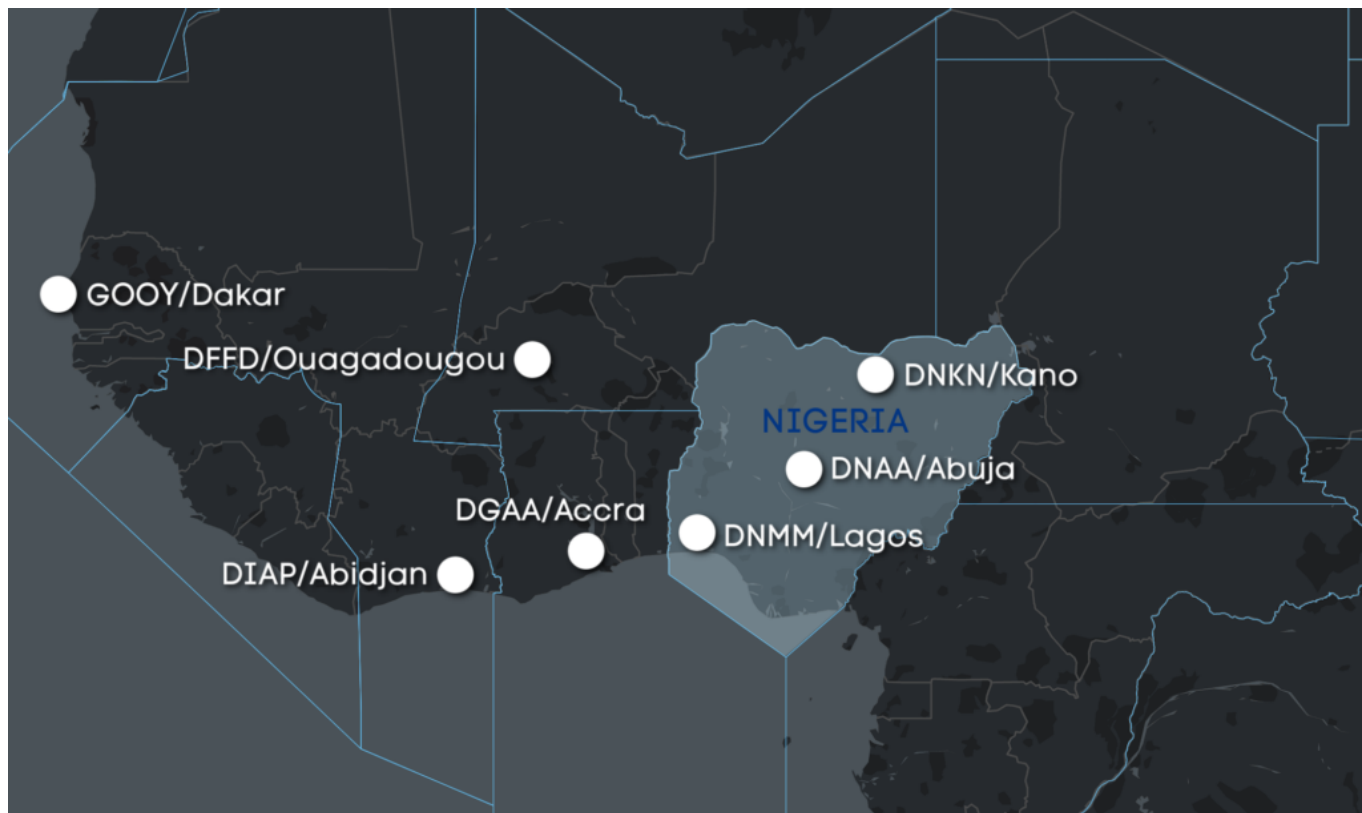 GOOY/Dakar
DFFD/Ouagadougou
DNKN/Kano
NIGERIA
DNAA/Abuja
DGAA/Accra
DNMM/Lagos
DIAP/Abidjan